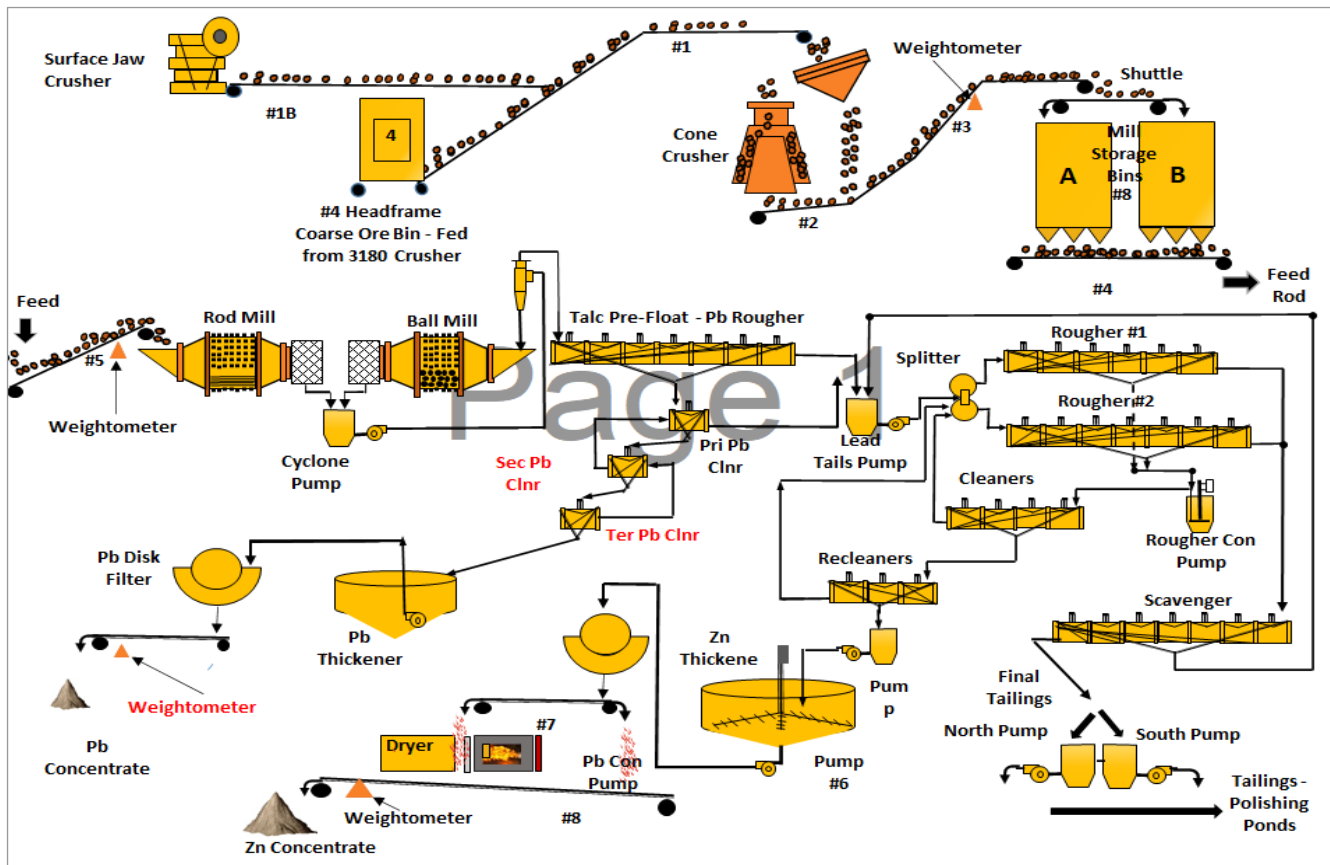 Surface Jaw
Crusher
#1B
4
#4 Headframe
Coarse Ore Bin - Fed
from 3180 Crusher
#1
Cone
Crusher
#2
Weightometer
#3
Shuttle
Mill
Storage
Bins
#8
A
B
#4
Feed
Rod
Feed
#5
Weightometer
Rod Mill
Ball Mill
Cyclone
Pump
Talc Pre-Float - Pb Rougher
Page 1
Sec Pb
Clnr
Pri Pb
Clnr
Ter Pb Clnr
Lead
Tails Pump
Splitter
Rougher #1
Rougher #2
Cleaners
Rougher Con
Pump
Recleaners
Scavenger
Pb Disk
Filter
Pb
Thickener
Weightometer
Pb
Concentrate
Zn
Thickene
Pum
p
Pump
#6
Final
Tailings
North Pump
South Pump
Tailings -
Polishing
Ponds
Dryer
#7
Pb Con
Pump
Weightometer
#8
Zn Concentrate